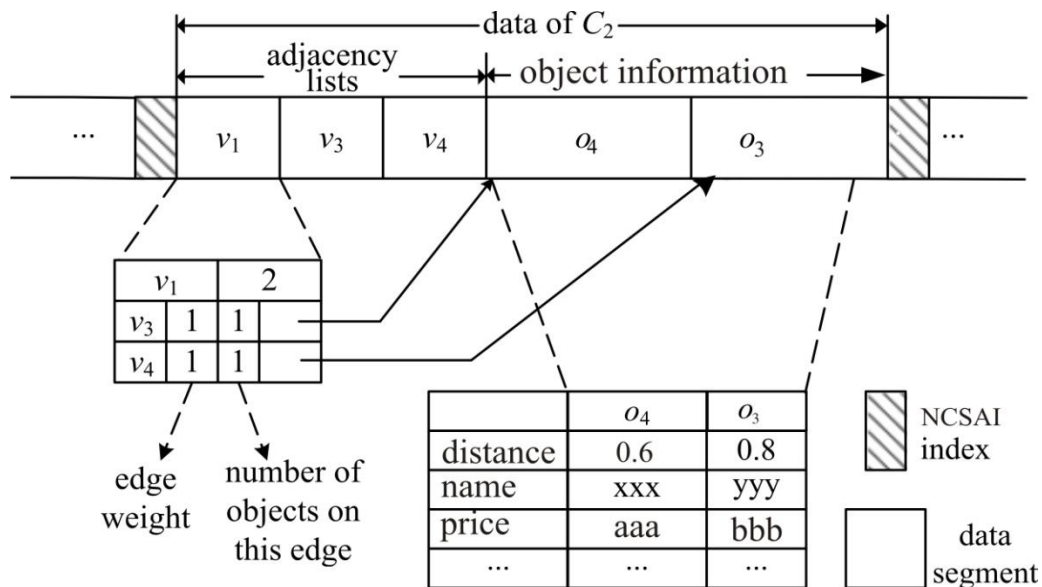 data of C₂
adjacency
lists
object information
... v₁ v₃ v₄ o₄ o₃ ...
v₁ 2
v₃ 1 1
v₄ 1 1
edge
weight
number of
objects on
this edge
o₄ o₃
distance 0.6 0.8
name xxx yyy
price aaa bbb
... ... ...
NCSAI
index
data
segment